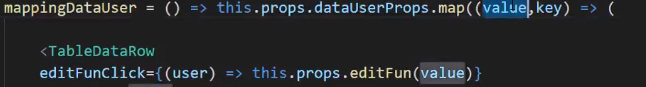 mappingDataUser = () => this.props.dataUserProps.map((value,key) => (
<TableDataRow
editFunClick={(user) => this.props.editFun(value)}